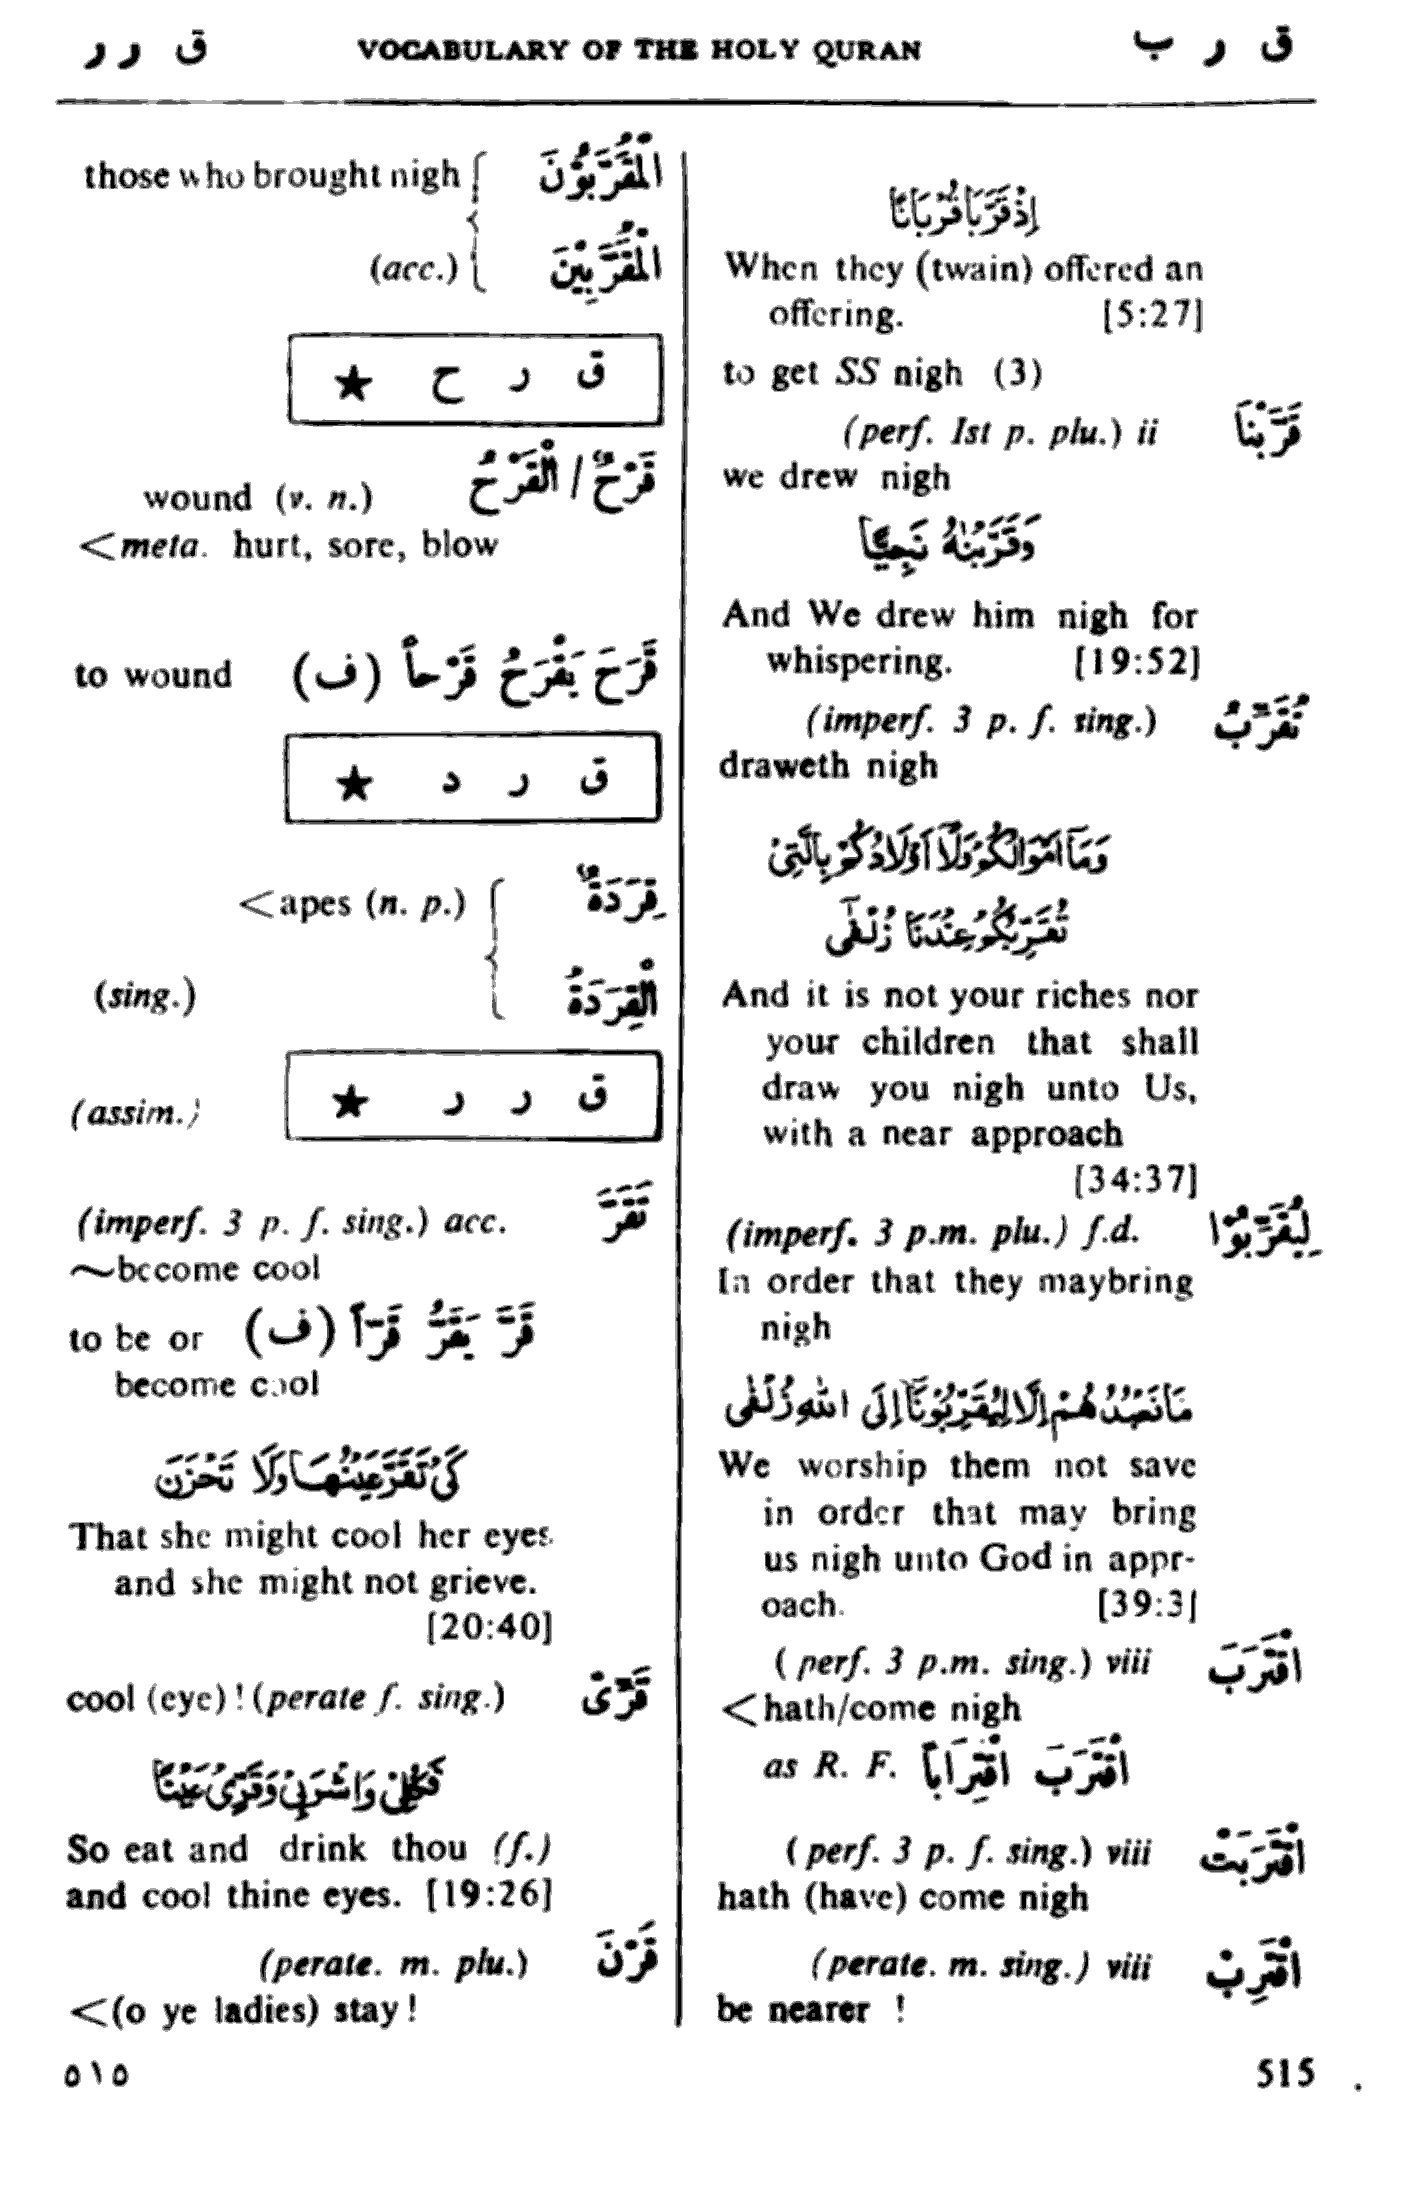 ق ر ب VOCABULARY OF THE HOLY QURAN ق ر ر
إِذْ قَرَّبَا قُرْبَانًا
When they (twain) offered an
offering. [5:27]
to get SS nigh (3)
قَرَّبْنَا (perf. Ist p. plu.) ii
we drew nigh
وَقَرَّبْنٰهُ نَجِيًّا
And We drew him nigh for
whispering. [19:52]
تُقَرِّبُ (imperf. 3 p. f. sing.)
draweth nigh
وَمَآ اَمْوَالُكُمْ وَلَآ اَوْلَادُكُمْ بِالَّتِیْ
تُقَرِّبُكُمْ عِنْدَنَا زُلْفٰٓی
And it is not your riches nor
your children that shall
draw you nigh unto Us,
with a near approach
[34:37]
لِيُقَرِّبُوْا (imperf. 3 p.m. plu.) f.d.
In order that they maybring
nigh
مَا نَعْبُدُهُمْ اِلَّا لِيُقَرِّبُوْنَآ اِلَی اللهِ زُلْفٰی
We worship them not save
in order that may bring
us nigh unto God in appr-
oach. [39:3]
اقْتَرَبَ (perf. 3 p.m. sing.) viii
<hath/come nigh
اقْتَرَبَ اقْتِرَاباً as R. F.
اقْتَرَبَتْ (perf. 3 p. f. sing.) viii
hath (have) come nigh
اقْتَرِبْ (perate. m. sing.) viii
be nearer !
الْمُقَرَّبُوْنَ those who brought nigh
الْمُقَرَّبِيْنَ (acc.)
ق ر ح ★
قَرْحٌ / الْقَرْحُ wound (v. n.)
<meta. hurt, sore, blow
قَرَحَ يَقْرَحُ قَرْحاً (ف) to wound
ق ر د ★
قِرَدَةٌ <apes (n. p.)
الْقِرَدَةُ (sing.)
ق ر ر ★ (assim.)
تَقَرَّ (imperf. 3 p. f. sing.) acc.
~become cool
قَرَّ يَقَرُّ قَرّاً (ف) to be or
become cool
كَیْ تَقَرَّ عَيْنُهَا وَلَا تَحْزَنَ
That she might cool her eyes
and she might not grieve.
[20:40]
قَرِّیْ cool (eye) ! (perate f. sing.)
فَكُلِیْ وَاشْرَبِیْ وَقَرِّیْ عَيْنًا
So eat and drink thou (f.)
and cool thine eyes. [19:26]
قَرْنَ (perate. m. plu.)
<(o ye ladies) stay !
٥١٥ 515